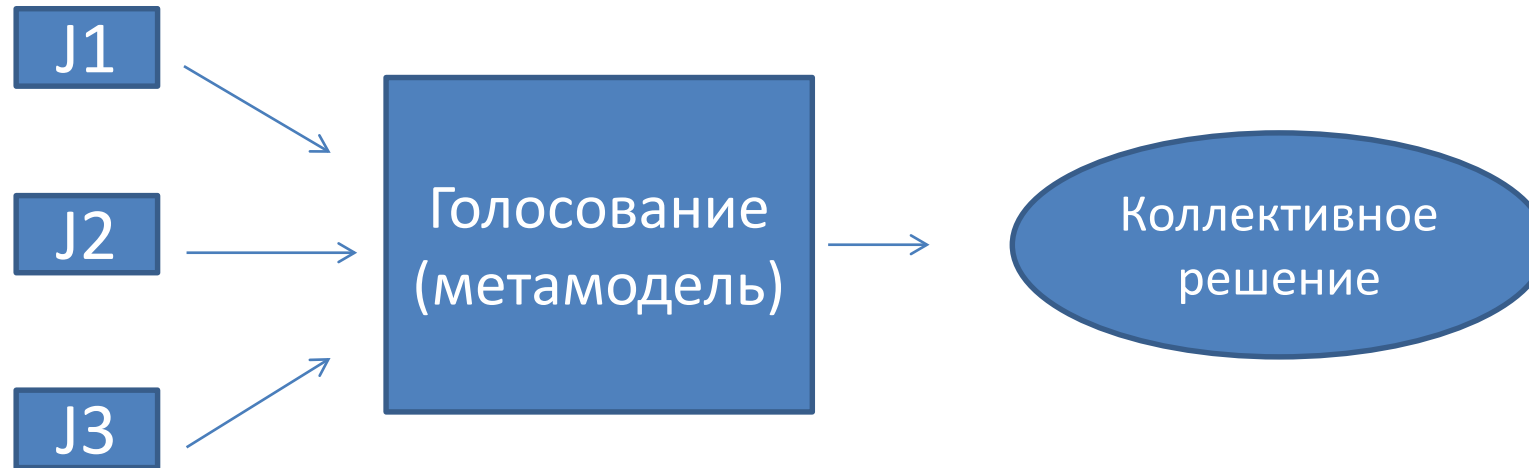 J1
J2
J3
Голосование
(метамодель)
Коллективное
решение